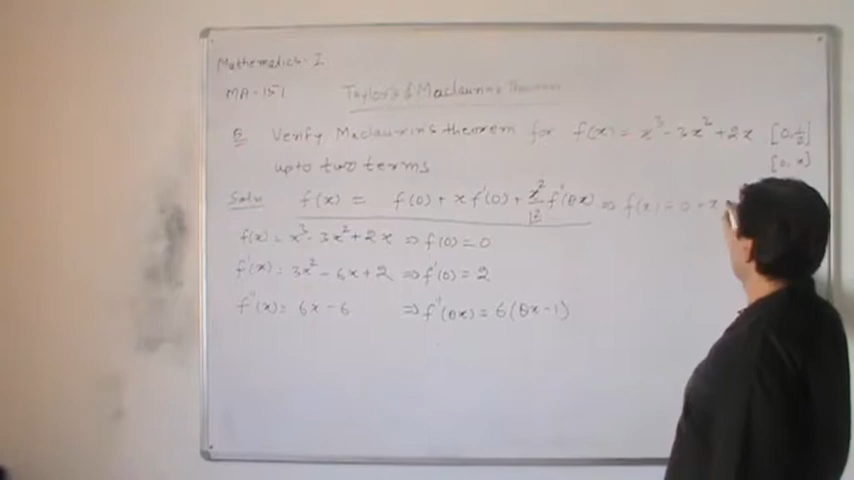 Mathematics-I
MA-151
Taylor's & Maclaurin's Theorem
Q Verify Maclaurin's theorem for f(x) = x³-3x²+2x [0,½]
upto two terms [0, x]
Soln f(x) = f(0) + x f'(0) + x²/|2 f''(θx) ⇒ f(x) = 0 + x
f(x) = x³-3x²+2x ⇒ f(0) = 0
f'(x) = 3x²-6x+2 ⇒ f'(0) = 2
f''(x) = 6x-6 ⇒ f''(θx) = 6(θx-1)